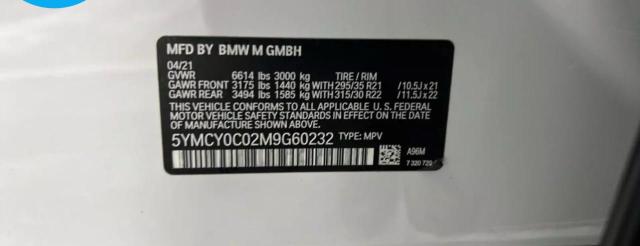 MFD BY BMW M GMBH
04/21
GVWR 6614 lbs 3000 kg TIRE / RIM
GAWR FRONT 3175 lbs 1440 kg 295/35 R21 / 10.5J x 21
GAWR REAR 3494 lbs 1585 kg 315/30 R22 / 11.5J x 22
THIS VEHICLE CONFORMS TO ALL APPLICABLE U. S. FEDERAL
MOTOR VEHICLE SAFETY STANDARDS IN EFFECT ON THE DATE OF
MANUFACTURE SHOWN ABOVE.
5YMCY0C02M9G60232 TYPE: MPV
A96M
7 320 720